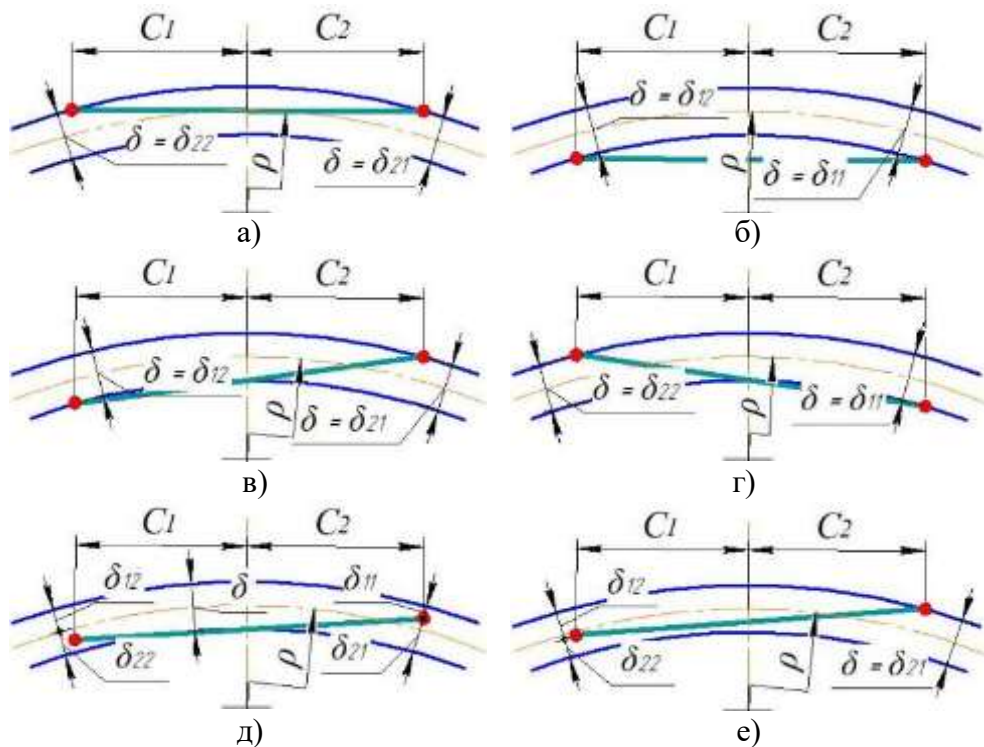 C1 C2 C1 C2
δ = δ22 ρ δ = δ21 δ = δ12 ρ δ = δ11
а) б)
C1 C2 C1 C2
δ = δ12 ρ δ = δ21 δ = δ22 ρ δ = δ11
в) г)
C1 C2 C1 C2
δ12 δ δ11 δ12
δ22 ρ δ21 δ22 ρ δ = δ21
д) е)